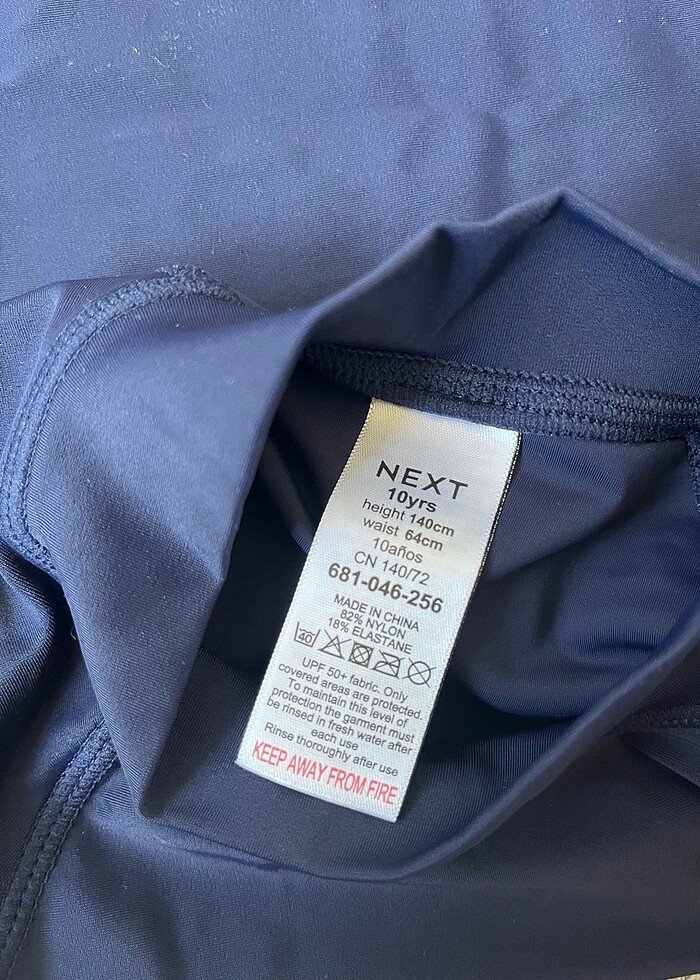 NEXT
10yrs
height 140cm
waist 64cm
10años
CN 140/72
681-046-256
MADE IN CHINA
82% NYLON
18% ELASTANE
40
UPF 50+ fabric. Only
covered areas are protected.
To maintain this level of
protection the garment must
be rinsed in fresh water after
each use
Rinse thoroughly after use
KEEP AWAY FROM FIRE